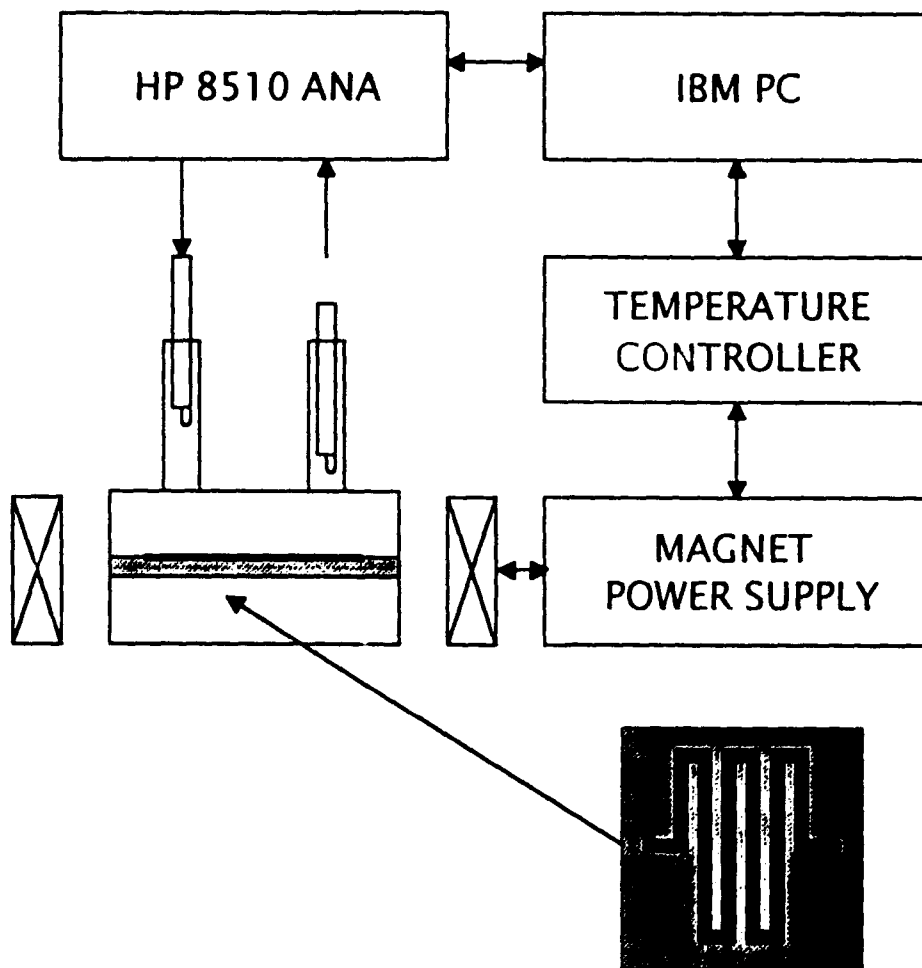 HP 8510 ANA
IBM PC
TEMPERATURE
CONTROLLER
MAGNET
POWER SUPPLY